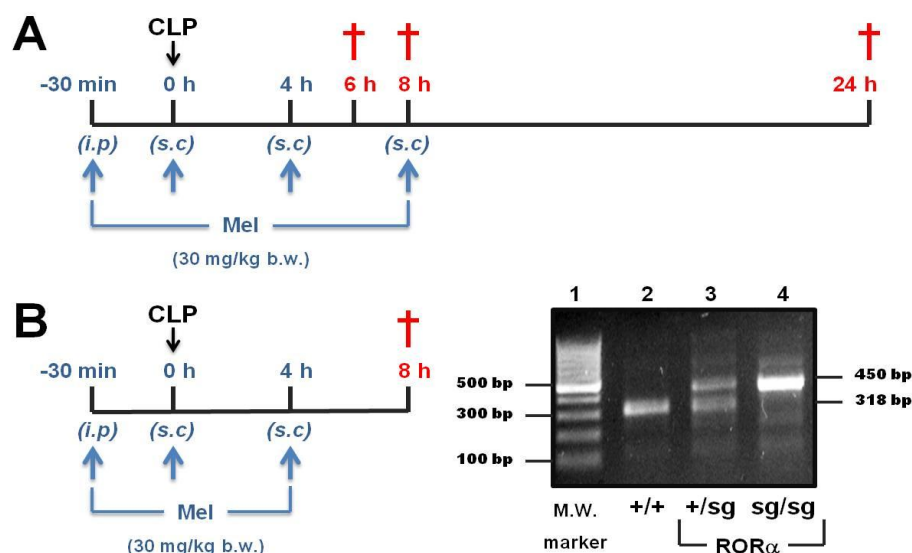 A
CLP
-30 min 0 h 4 h 6 h 8 h 24 h
(i.p) (s.c) (s.c) (s.c)
Mel
(30 mg/kg b.w.)
B
CLP
-30 min 0 h 4 h 8 h
(i.p) (s.c) (s.c)
Mel
(30 mg/kg b.w.)
1 2 3 4
500 bp
300 bp
100 bp
450 bp
318 bp
M.W. +/+ +/sg sg/sg
marker RORα